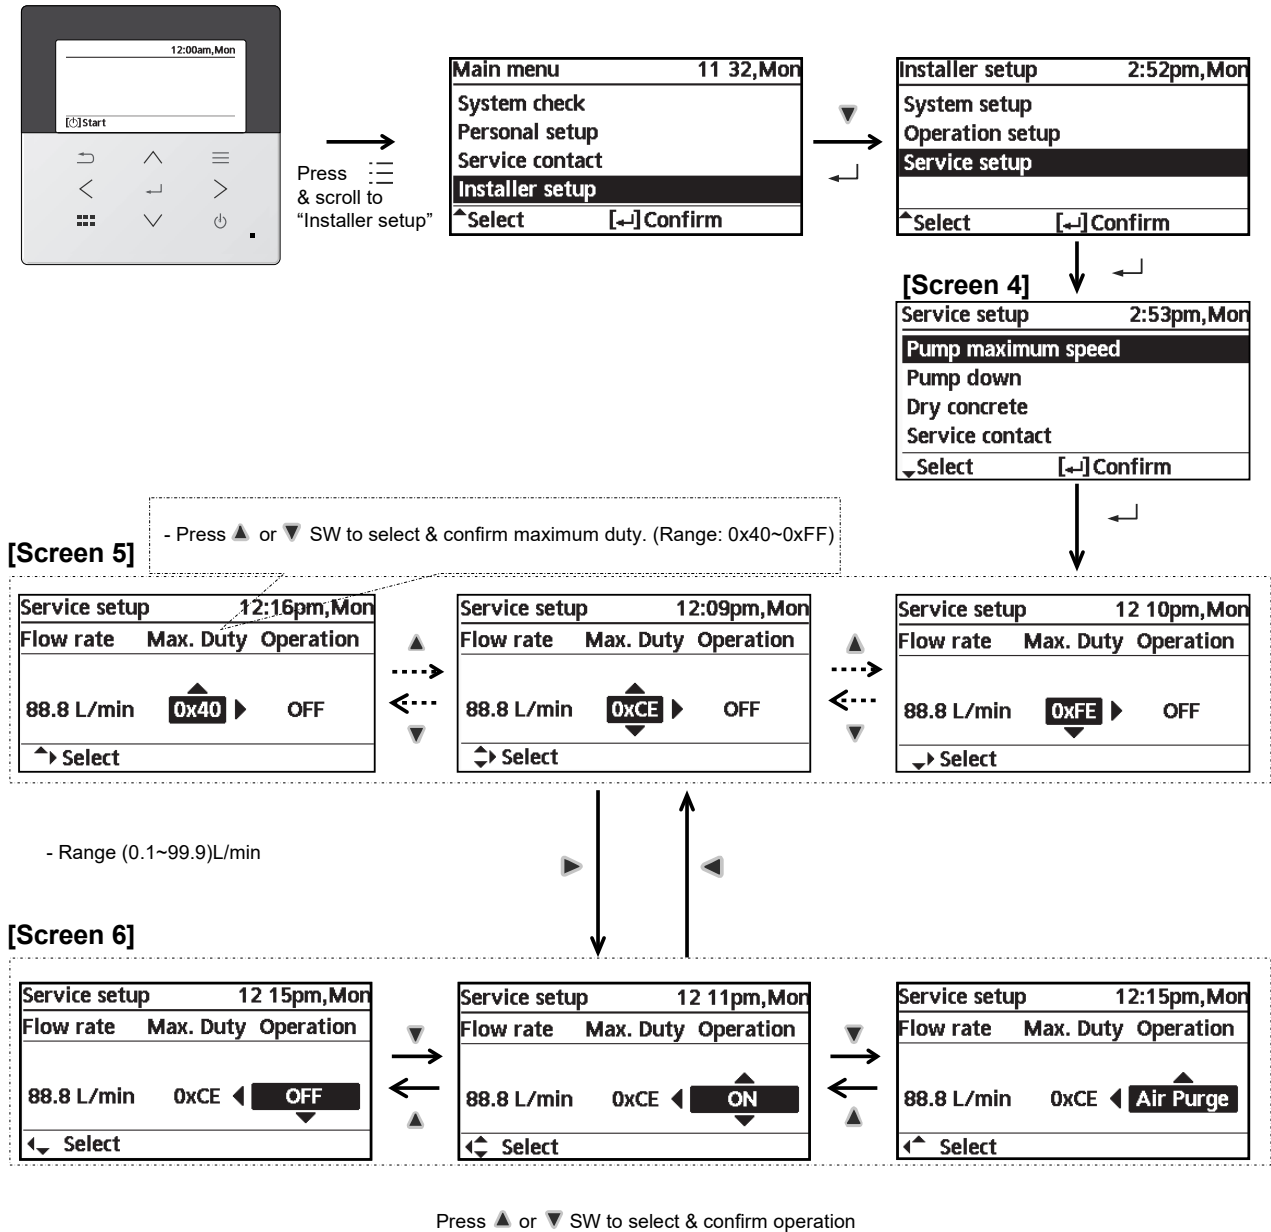 12:00am,Mon
[⏻]Start
Press
& scroll to
“Installer setup”
Main menu 11 32,Mon
System check
Personal setup
Service contact
Installer setup
Select [↵]Confirm
Installer setup 2:52pm,Mon
System setup
Operation setup
Service setup
Select [↵]Confirm
[Screen 4]
Service setup 2:53pm,Mon
Pump maximum speed
Pump down
Dry concrete
Service contact
Select [↵]Confirm
- Press ▲ or ▼ SW to select & confirm maximum duty. (Range: 0x40~0xFF)
[Screen 5]
Service setup 12:16pm,Mon
Flow rate Max. Duty Operation
88.8 L/min 0x40 OFF
Select
Service setup 12:09pm,Mon
Flow rate Max. Duty Operation
88.8 L/min 0xCE OFF
Select
Service setup 12 10pm,Mon
Flow rate Max. Duty Operation
88.8 L/min 0xFE OFF
Select
- Range (0.1~99.9)L/min
[Screen 6]
Service setup 12 15pm,Mon
Flow rate Max. Duty Operation
88.8 L/min 0xCE OFF
Select
Service setup 12 11pm,Mon
Flow rate Max. Duty Operation
88.8 L/min 0xCE ON
Select
Service setup 12:15pm,Mon
Flow rate Max. Duty Operation
88.8 L/min 0xCE Air Purge
Select
Press ▲ or ▼ SW to select & confirm operation